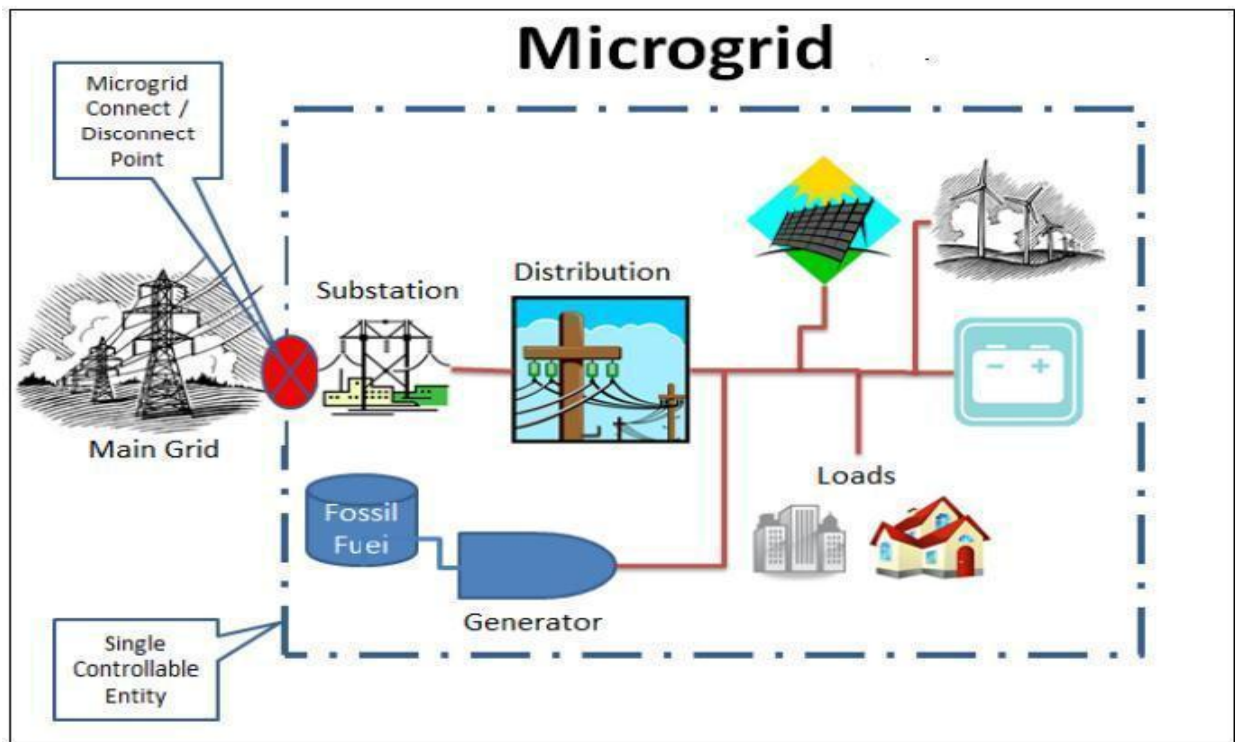 Microgrid
Microgrid
Connect /
Disconnect
Point
Substation
Distribution
Main Grid
Loads
Fossil
Fuei
Generator
Single
Controllable
Entity